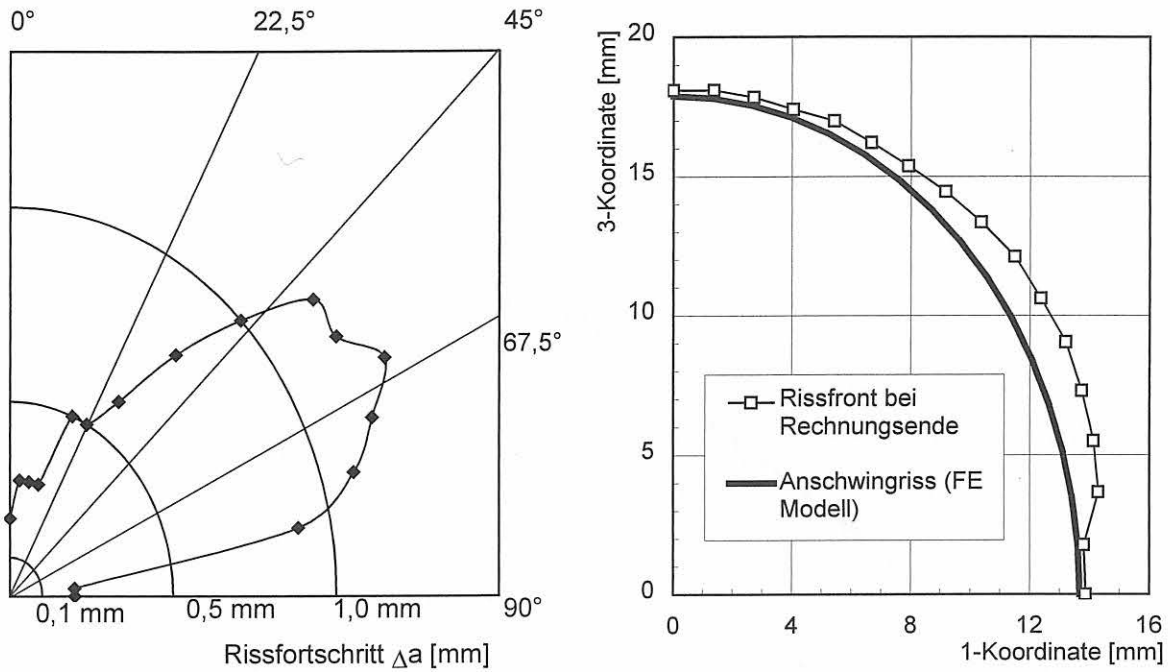 0°
22,5°
45°
67,5°
90°
0,1 mm
0,5 mm
1,0 mm
Rissfortschritt Δa [mm]
3-Koordinate [mm]
20
15
10
5
0
0
4
8
12
16
1-Koordinate [mm]
Rissfront bei
Rechnungsende
Anschwingriss (FE
Modell)